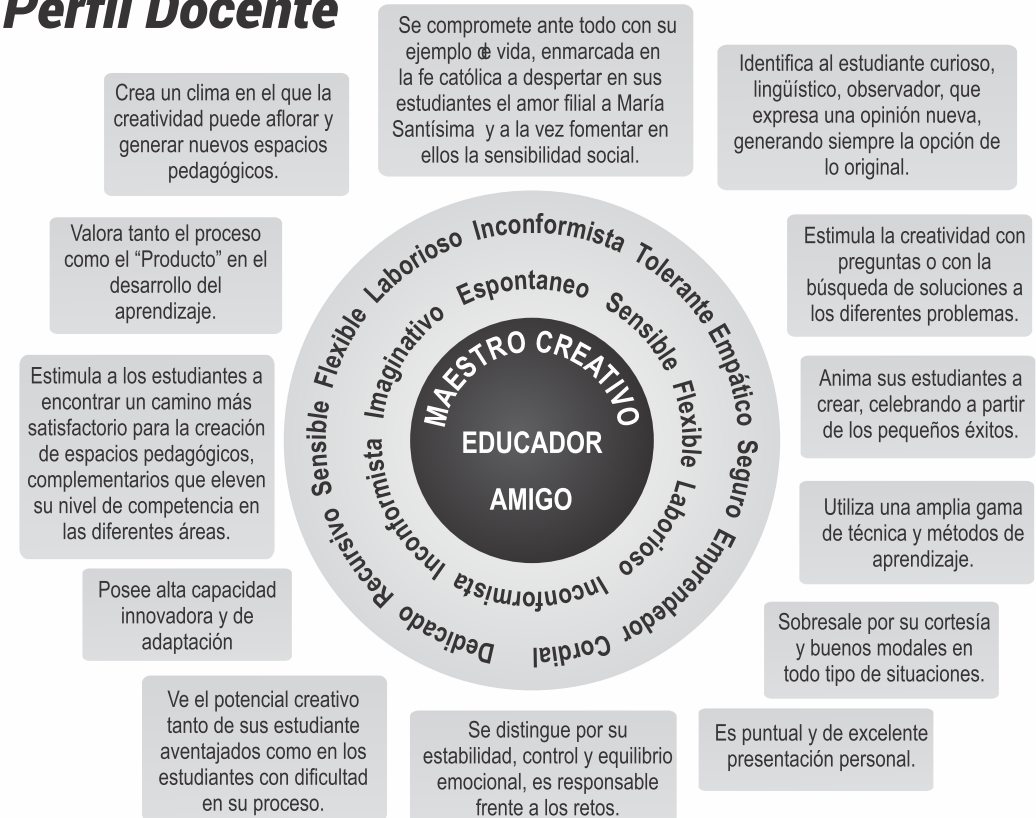 Perfil Docente
Se compromete ante todo con su
ejemplo de vida, enmarcada en
la fe católica a despertar en sus
estudiantes el amor filial a María
Santísima y a la vez fomentar en
ellos la sensibilidad social.
Identifica al estudiante curioso,
lingüístico, observador, que
expresa una opinión nueva,
generando siempre la opción de
lo original.
Estimula la creatividad con
preguntas o con la
búsqueda de soluciones a
los diferentes problemas.
Anima sus estudiantes a
crear, celebrando a partir
de los pequeños éxitos.
Utiliza una amplia gama
de técnica y métodos de
aprendizaje.
Sobresale por su cortesía
y buenos modales en
todo tipo de situaciones.
Es puntual y de excelente
presentación personal.
Se distingue por su
estabilidad, control y equilibrio
emocional, es responsable
frente a los retos.
Ve el potencial creativo
tanto de sus estudiante
aventajados como en los
estudiantes con dificultad
en su proceso.
Posee alta capacidad
innovadora y de
adaptación
Estimula a los estudiantes a
encontrar un camino más
satisfactorio para la creación
de espacios pedagógicos,
complementarios que eleven
su nivel de competencia en
las diferentes áreas.
Valora tanto el proceso
como el “Producto” en el
desarrollo del
aprendizaje.
Crea un clima en el que la
creatividad puede aflorar y
generar nuevos espacios
pedagógicos.
Dedicado Recursivo Sensible Flexible Laborioso Inconformista Tolerante Empático Seguro Emprendedor Cordial
Imaginativo Espontaneo Sensible Flexible Laborioso Inconformista Inconformista
MAESTRO CREATIVO
EDUCADOR
AMIGO